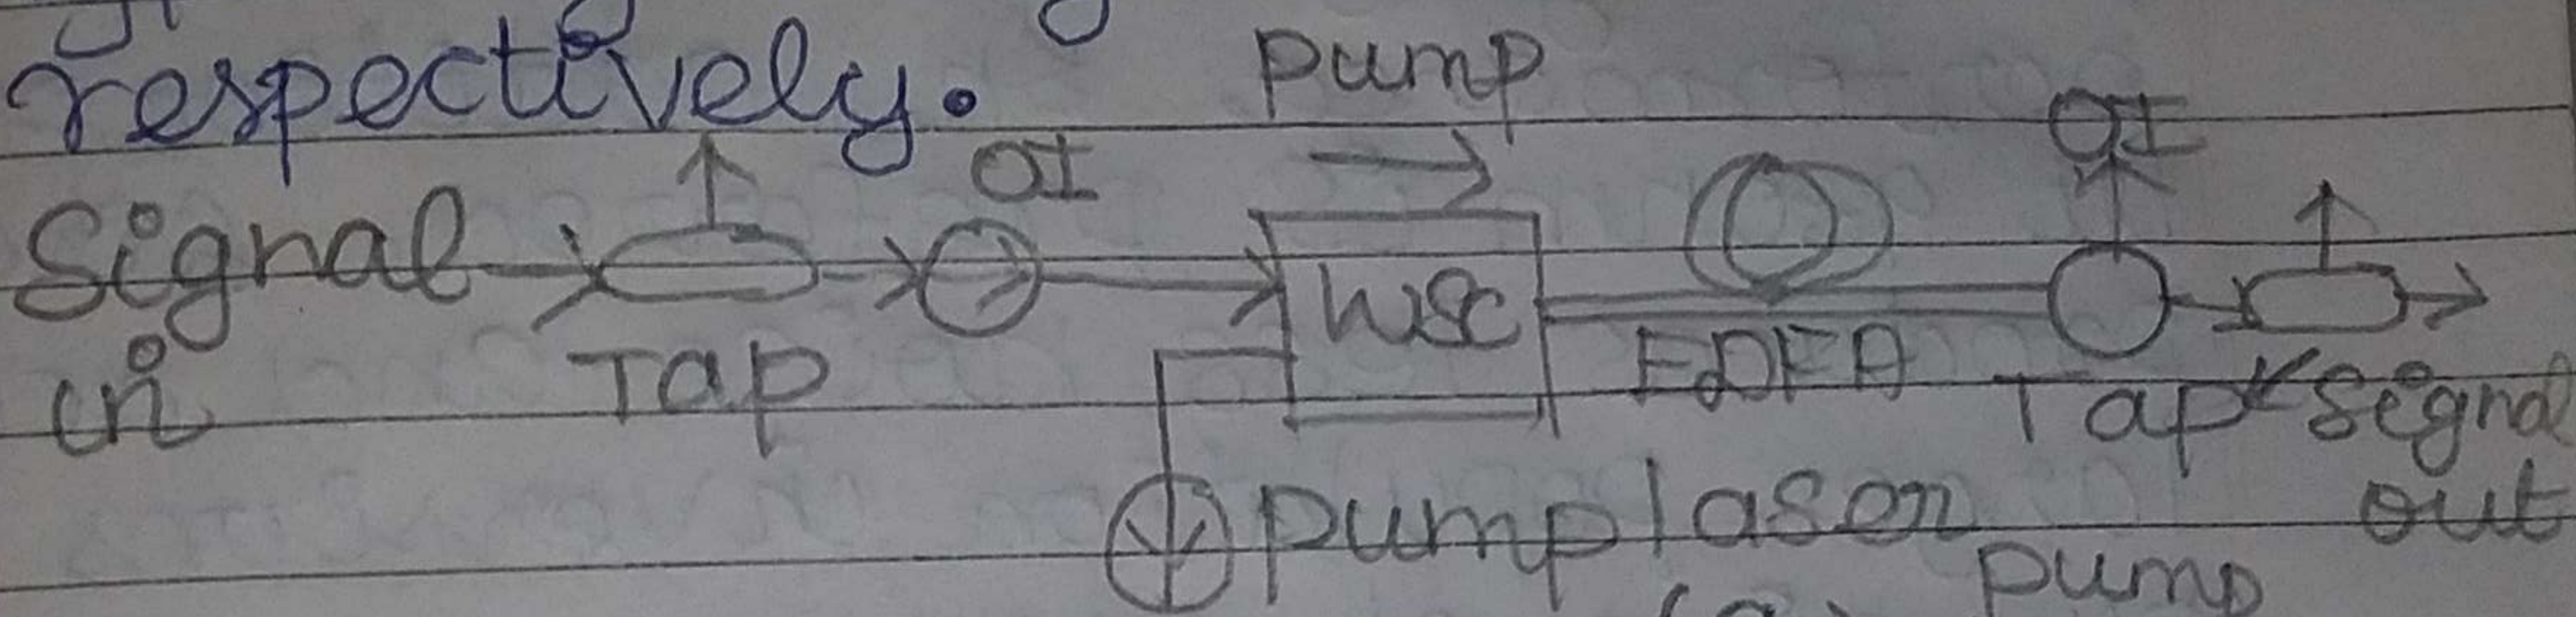 respectively.
pump
OI
OI
Signal
in
Tap
WSC
EDFA
Tap
Signal
out
pump laser
(a)
pump